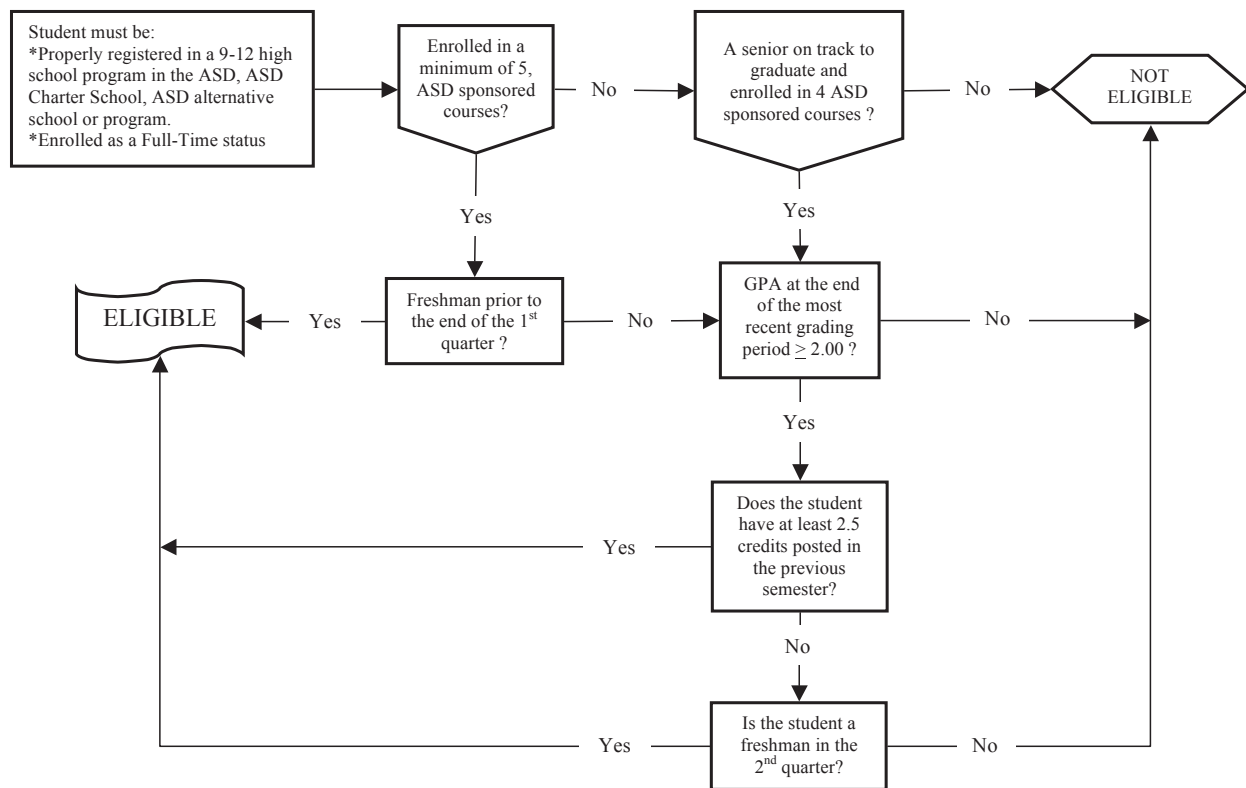 Student must be:
*Properly registered in a 9-12 high
school program in the ASD, ASD
Charter School, ASD alternative
school or program.
*Enrolled as a Full-Time status
Enrolled in a
minimum of 5,
ASD sponsored
courses?
No
A senior on track to
graduate and
enrolled in 4 ASD
sponsored courses ?
No
NOT
ELIGIBLE
Yes
Yes
ELIGIBLE
Yes
Freshman prior to
the end of the 1st
quarter ?
No
GPA at the end
of the most
recent grading
period ≥ 2.00 ?
No
Yes
Does the student
have at least 2.5
credits posted in
the previous
semester?
Yes
No
Is the student a
freshman in the
2nd quarter?
Yes
No